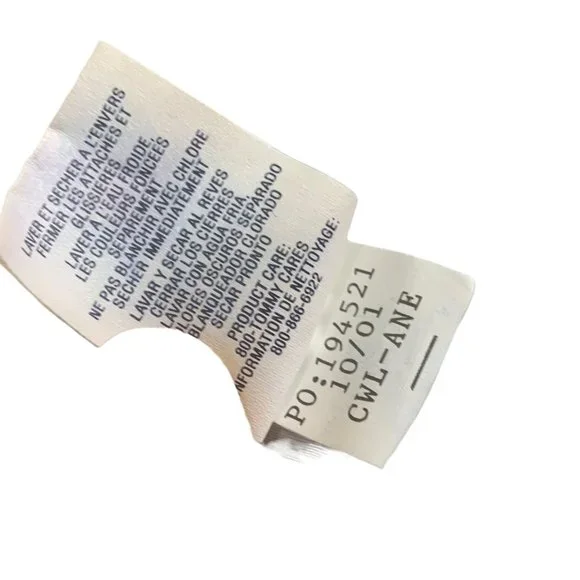 LAVER ET SECHER A L'ENVERS
FERMER LES ATTACHES ET
GLISSIERES
LAVER A L'EAU FROIDE,
LES COULEURS FONCEES
SEPAREMENT
NE PAS BLANCHIR AVEC CHLORE
SECHER IMMEDIATEMENT
LAVAR Y SECAR AL REVES
CERRAR LOS CIERRES
LAVAR CON AGUA FRIA,
LORES OSCUROS SEPARADO
BLANQUEADOR CLORADO
SECAR PRONTO
PRODUCT CARE:
800-TOMMY CARES
NFORMATION DE NETTOYAGE:
800-866-6922
PO:194521
10/01
CWL-ANE